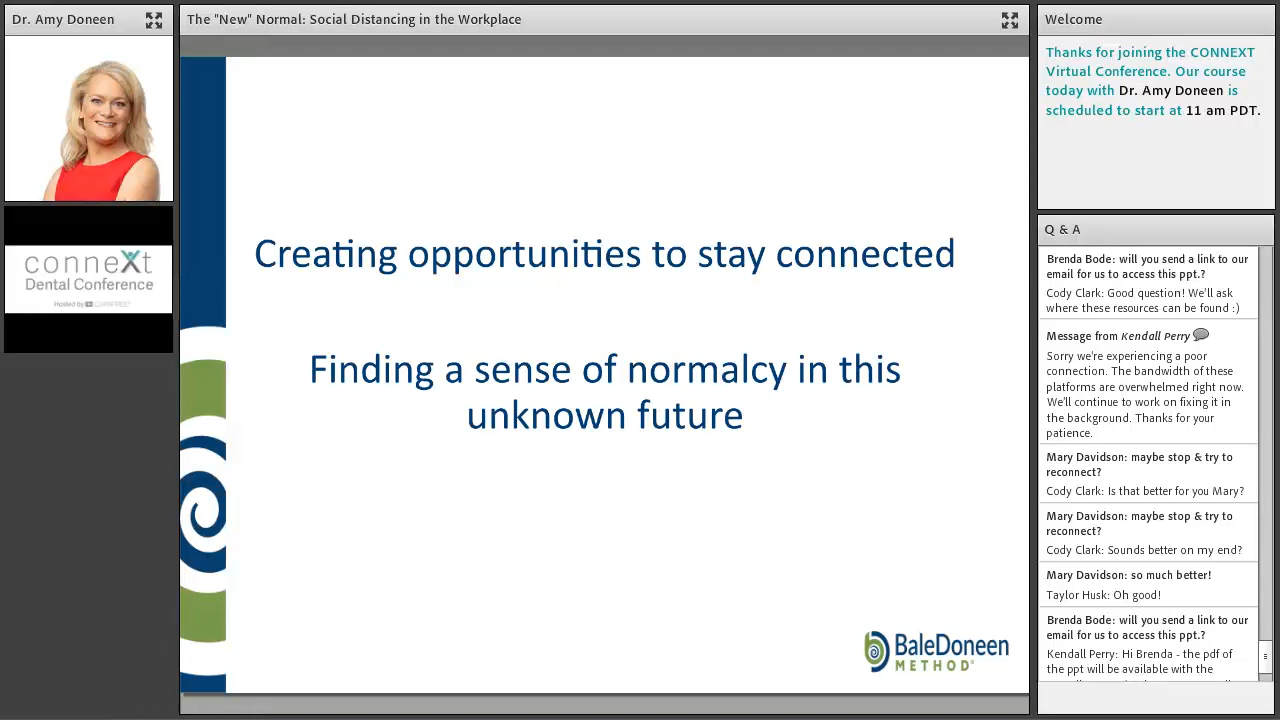 Dr. Amy Doneen
The "New" Normal: Social Distancing in the Workplace
Welcome
Thanks for joining the CONNEXT
Virtual Conference. Our course
today with Dr. Amy Doneen is
scheduled to start at 11 am PDT.
conneXt
Dental Conference
Hosted by
Creating opportunities to stay connected
Finding a sense of normalcy in this
unknown future
BaleDoneen
METHOD®
Q & A
Brenda Bode: will you send a link to our
email for us to access this ppt.?
Cody Clark: Good question! We'll ask
where these resources can be found :)
Message from Kendall Perry
Sorry we're experiencing a poor
connection. The bandwidth of these
platforms are overwhelmed right now.
We'll continue to work on fixing it in
the background. Thanks for your
patience.
Mary Davidson: maybe stop & try to
reconnect?
Cody Clark: Is that better for you Mary?
Mary Davidson: maybe stop & try to
reconnect?
Cody Clark: Sounds better on my end?
Mary Davidson: so much better!
Taylor Husk: Oh good!
Brenda Bode: will you send a link to our
email for us to access this ppt.?
Kendall Perry: Hi Brenda - the pdf of
the ppt will be available with the